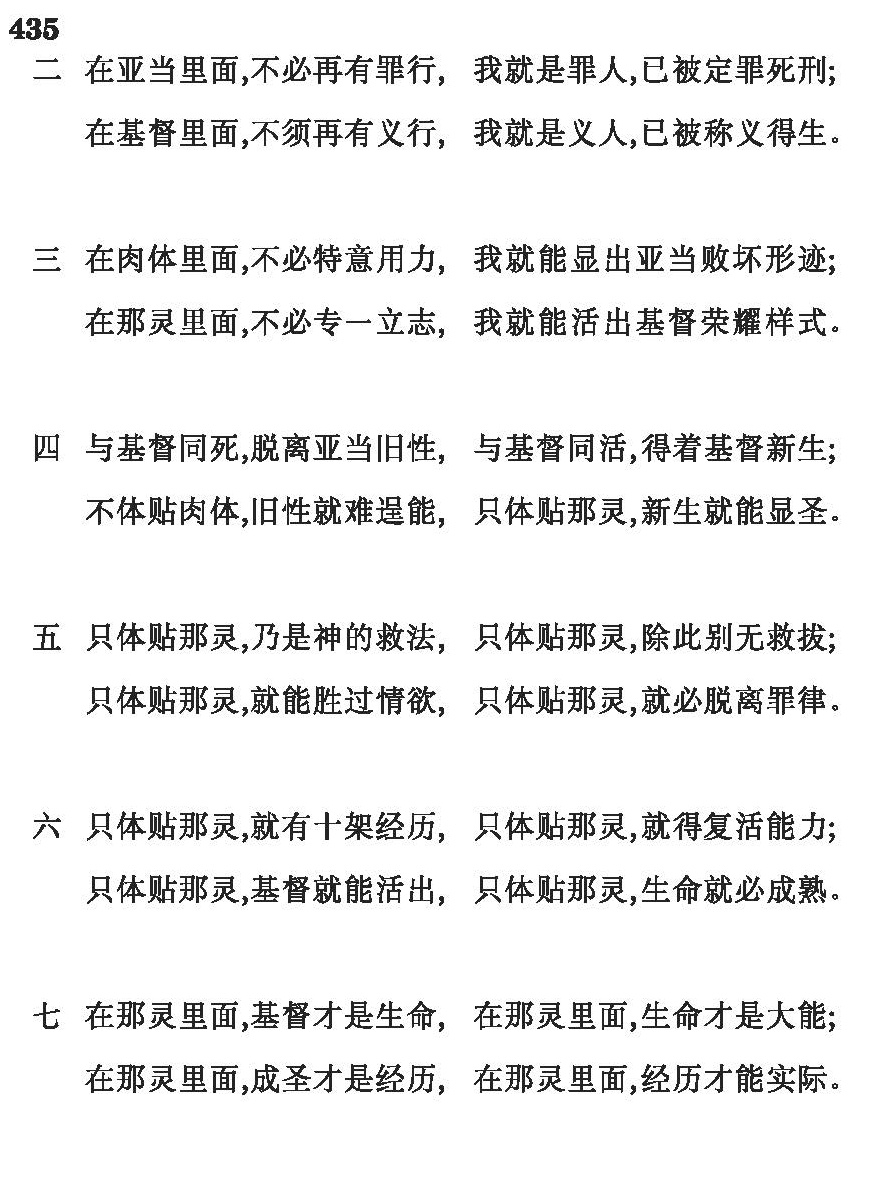 435
二 在亚当里面,不必再有罪行, 我就是罪人,已被定罪死刑;
在基督里面,不须再有义行, 我就是义人,已被称义得生。
三 在肉体里面,不必特意用力, 我就能显出亚当败坏形迹;
在那灵里面,不必专一立志, 我就能活出基督荣耀样式。
四 与基督同死,脱离亚当旧性, 与基督同活,得着基督新生;
不体贴肉体,旧性就难逞能, 只体贴那灵,新生就能显圣。
五 只体贴那灵,乃是神的救法, 只体贴那灵,除此别无救拔;
只体贴那灵,就能胜过情欲, 只体贴那灵,就必脱离罪律。
六 只体贴那灵,就有十架经历, 只体贴那灵,就得复活能力;
只体贴那灵,基督就能活出, 只体贴那灵,生命就必成熟。
七 在那灵里面,基督才是生命, 在那灵里面,生命才是大能;
在那灵里面,成圣才是经历, 在那灵里面,经历才能实际。